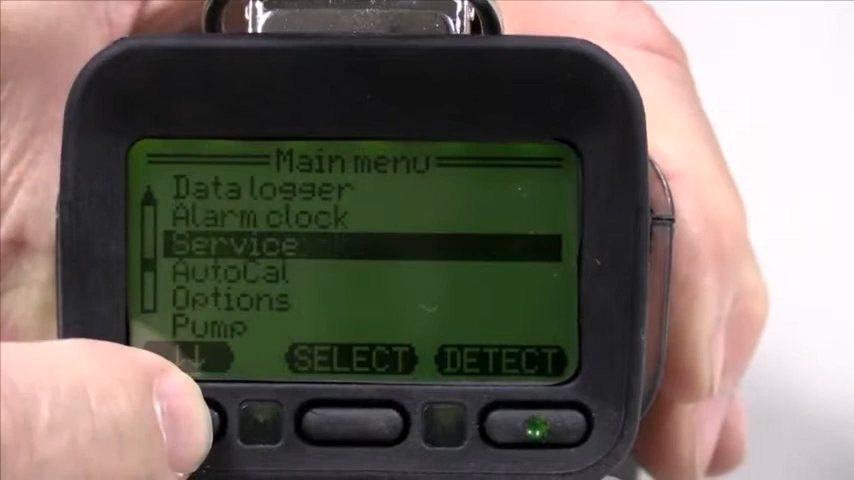 Main menu
Data logger
Alarm clock
Service
AutoCal
Options
Pump
↓↓ SELECT DETECT